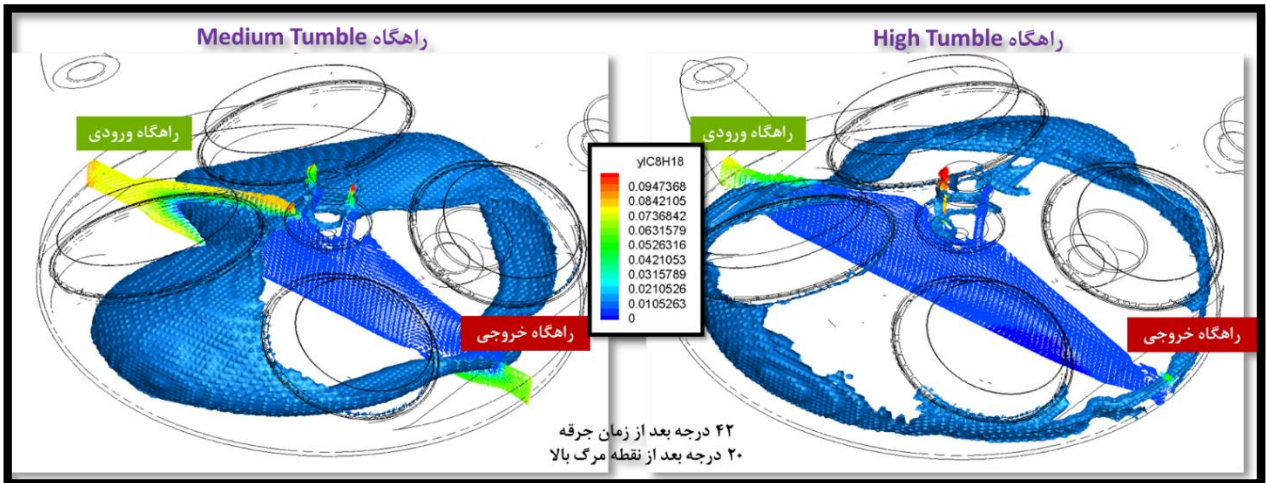 راهگاه Medium Tumble
راهگاه High Tumble
راهگاه ورودی
راهگاه ورودی
yIC8H18
0.0947368
0.0842105
0.0736842
0.0631579
0.0526316
0.0421053
0.0315789
0.0210526
0.0105263
0
راهگاه خروجی
راهگاه خروجی
۴۲ درجه بعد از زمان جرقه
۲۰ درجه بعد از نقطه مرگ بالا